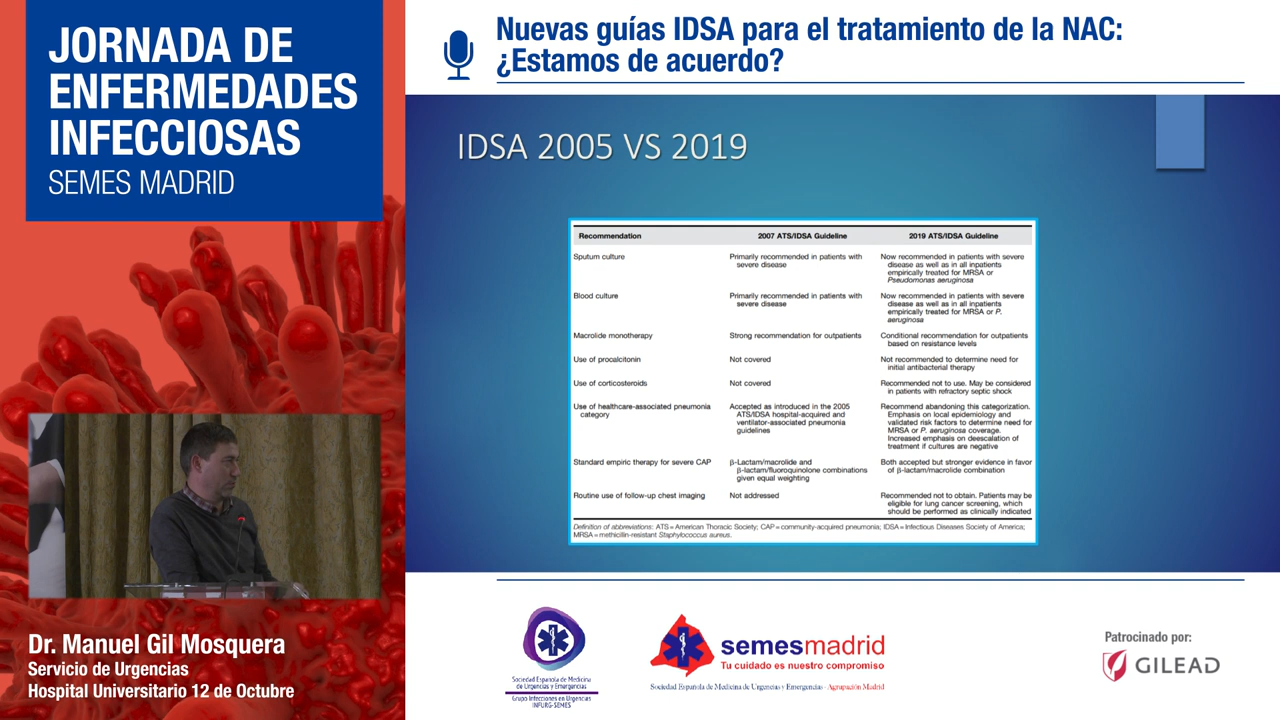 JORNADA DE
ENFERMEDADES
INFECCIOSAS
SEMES MADRID
Nuevas guías IDSA para el tratamiento de la NAC:
¿Estamos de acuerdo?
IDSA 2005 VS 2019
Recommendation 2007 ATS/IDSA Guideline 2019 ATS/IDSA Guideline
Sputum culture Primarily recommended in patients with Now recommended in patients with severe
severe disease disease as well as in all inpatients
empirically treated for MRSA or
Pseudomonas aeruginosa
Blood culture Primarily recommended in patients with Now recommended in patients with severe
severe disease disease as well as in all inpatients
empirically treated for MRSA or P.
aeruginosa
Macrolide monotherapy Strong recommendation for outpatients Conditional recommendation for outpatients
based on resistance levels
Use of procalcitonin Not covered Not recommended to determine need for
initial antibacterial therapy
Use of corticosteroids Not covered Recommended not to use. May be considered
in patients with refractory septic shock
Use of healthcare-associated pneumonia Accepted as introduced in the 2005 Recommend abandoning this categorization.
category ATS/IDSA hospital-acquired and Emphasis on local epidemiology and
ventilator-associated pneumonia validated risk factors to determine need for
guidelines MRSA or P. aeruginosa coverage.
Increased emphasis on deescalation of
treatment if cultures are negative
Standard empiric therapy for severe CAP β-Lactam/macrolide and Both accepted but stronger evidence in favor
β-lactam/fluoroquinolone combinations of β-lactam/macrolide combination
given equal weighting
Routine use of follow-up chest imaging Not addressed Recommended not to obtain. Patients may be
eligible for lung cancer screening, which
should be performed as clinically indicated
Definition of abbreviations: ATS = American Thoracic Society; CAP = community-acquired pneumonia; IDSA = Infectious Diseases Society of America;
MRSA = methicillin-resistant Staphylococcus aureus.
Dr. Manuel Gil Mosquera
Servicio de Urgencias
Hospital Universitario 12 de Octubre
Sociedad Española de Medicina
de Urgencias y Emergencias
Grupo Infecciones en Urgencias
INFURG-SEMES
semesmadrid
Tu cuidado es nuestro compromiso
Sociedad Española de Medicina de Urgencias y Emergencias - Agrupación Madrid
Patrocinado por:
GILEAD